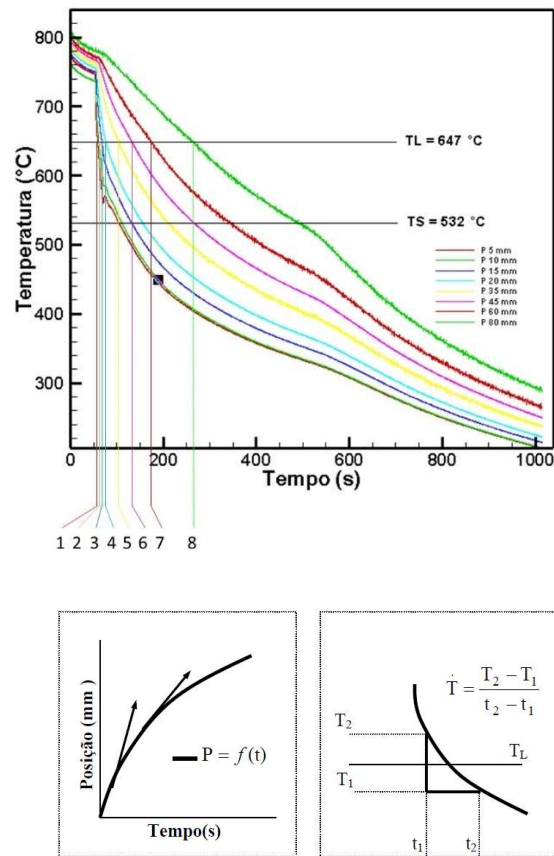 800
700
600
500
400
300
Temperatura (°C)
TL = 647 °C
TS = 532 °C
P 5 mm
P 10 mm
P 15 mm
P 20 mm
P 35 mm
P 45 mm
P 60 mm
P 80 mm
0 200 400 600 800 1000
Tempo (s)
1 2 3 4 5 6 7 8
Posição (mm )
P = f(t)
Tempo(s)
Ṫ = (T₂ − T₁) / (t₂ − t₁)
T₂
T_L
T₁
t₁ t₂